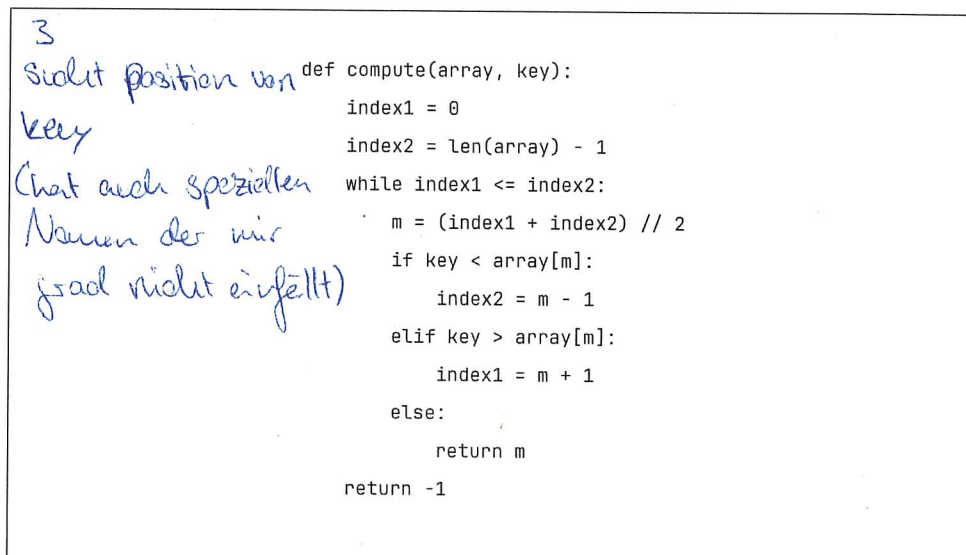 3
sucht position von
key
(hat auch speziellen
Namen der mir
grad nicht einfällt)
def compute(array, key):
index1 = 0
index2 = len(array) - 1
while index1 <= index2:
m = (index1 + index2) // 2
if key < array[m]:
index2 = m - 1
elif key > array[m]:
index1 = m + 1
else:
return m
return -1